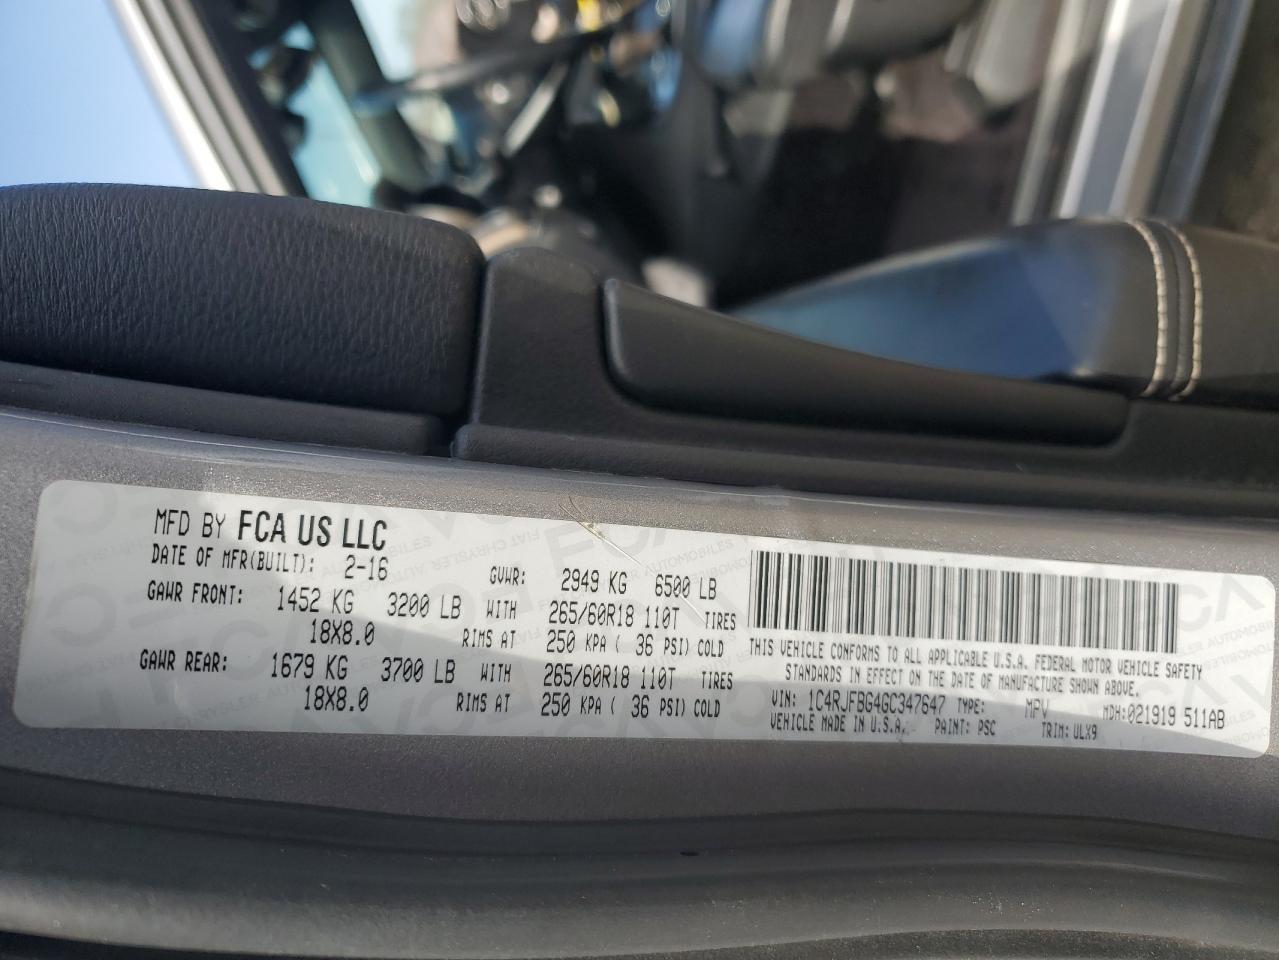 MFD BY FCA US LLC
DATE OF MFR(BUILT): 2-16 GVWR: 2949 KG 6500 LB
GAWR FRONT: 1452 KG 3200 LB WITH 265/60R18 110T TIRES
18X8.0 RIMS AT 250 KPA ( 36 PSI) COLD
GAWR REAR: 1679 KG 3700 LB WITH 265/60R18 110T TIRES
18X8.0 RIMS AT 250 KPA ( 36 PSI) COLD
THIS VEHICLE CONFORMS TO ALL APPLICABLE U.S.A. FEDERAL MOTOR VEHICLE SAFETY
STANDARDS IN EFFECT ON THE DATE OF MANUFACTURE SHOWN ABOVE.
VIN: 1C4RJFBG4GC347647 TYPE: MPV MDH:021919 511AB
VEHICLE MADE IN U.S.A. PAINT: PSC TRIM: ULX9